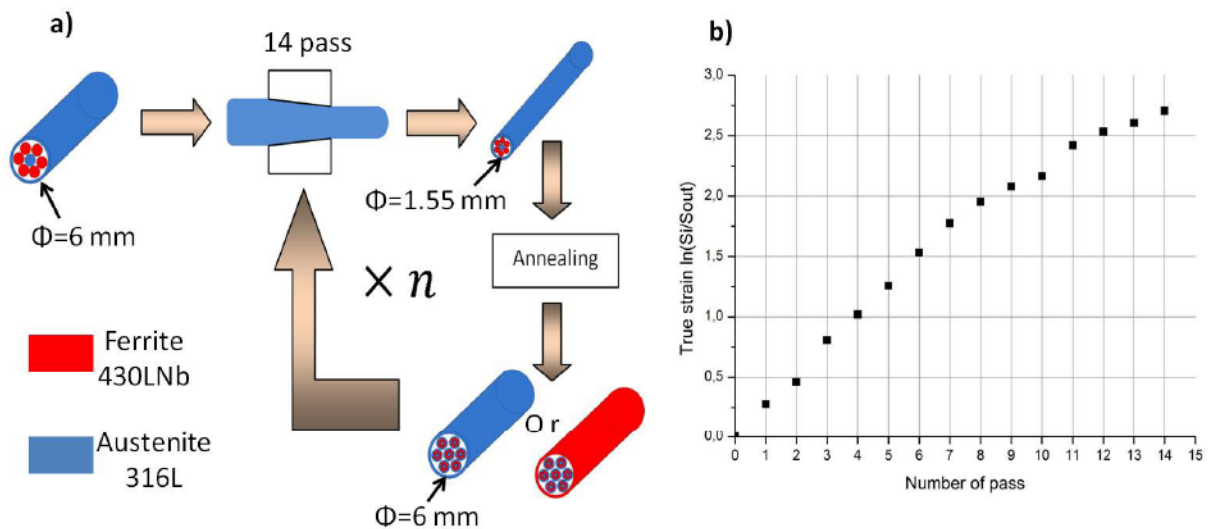 a)
14 pass
Φ=6 mm
Φ=1.55 mm
Annealing
× n
Ferrite
430LNb
Austenite
316L
O r
Φ=6 mm
b)
True strain ln(Si/Sout)
3,0
2,5
2,0
1,5
1,0
0,5
0,0
0 1 2 3 4 5 6 7 8 9 10 11 12 13 14 15
Number of pass